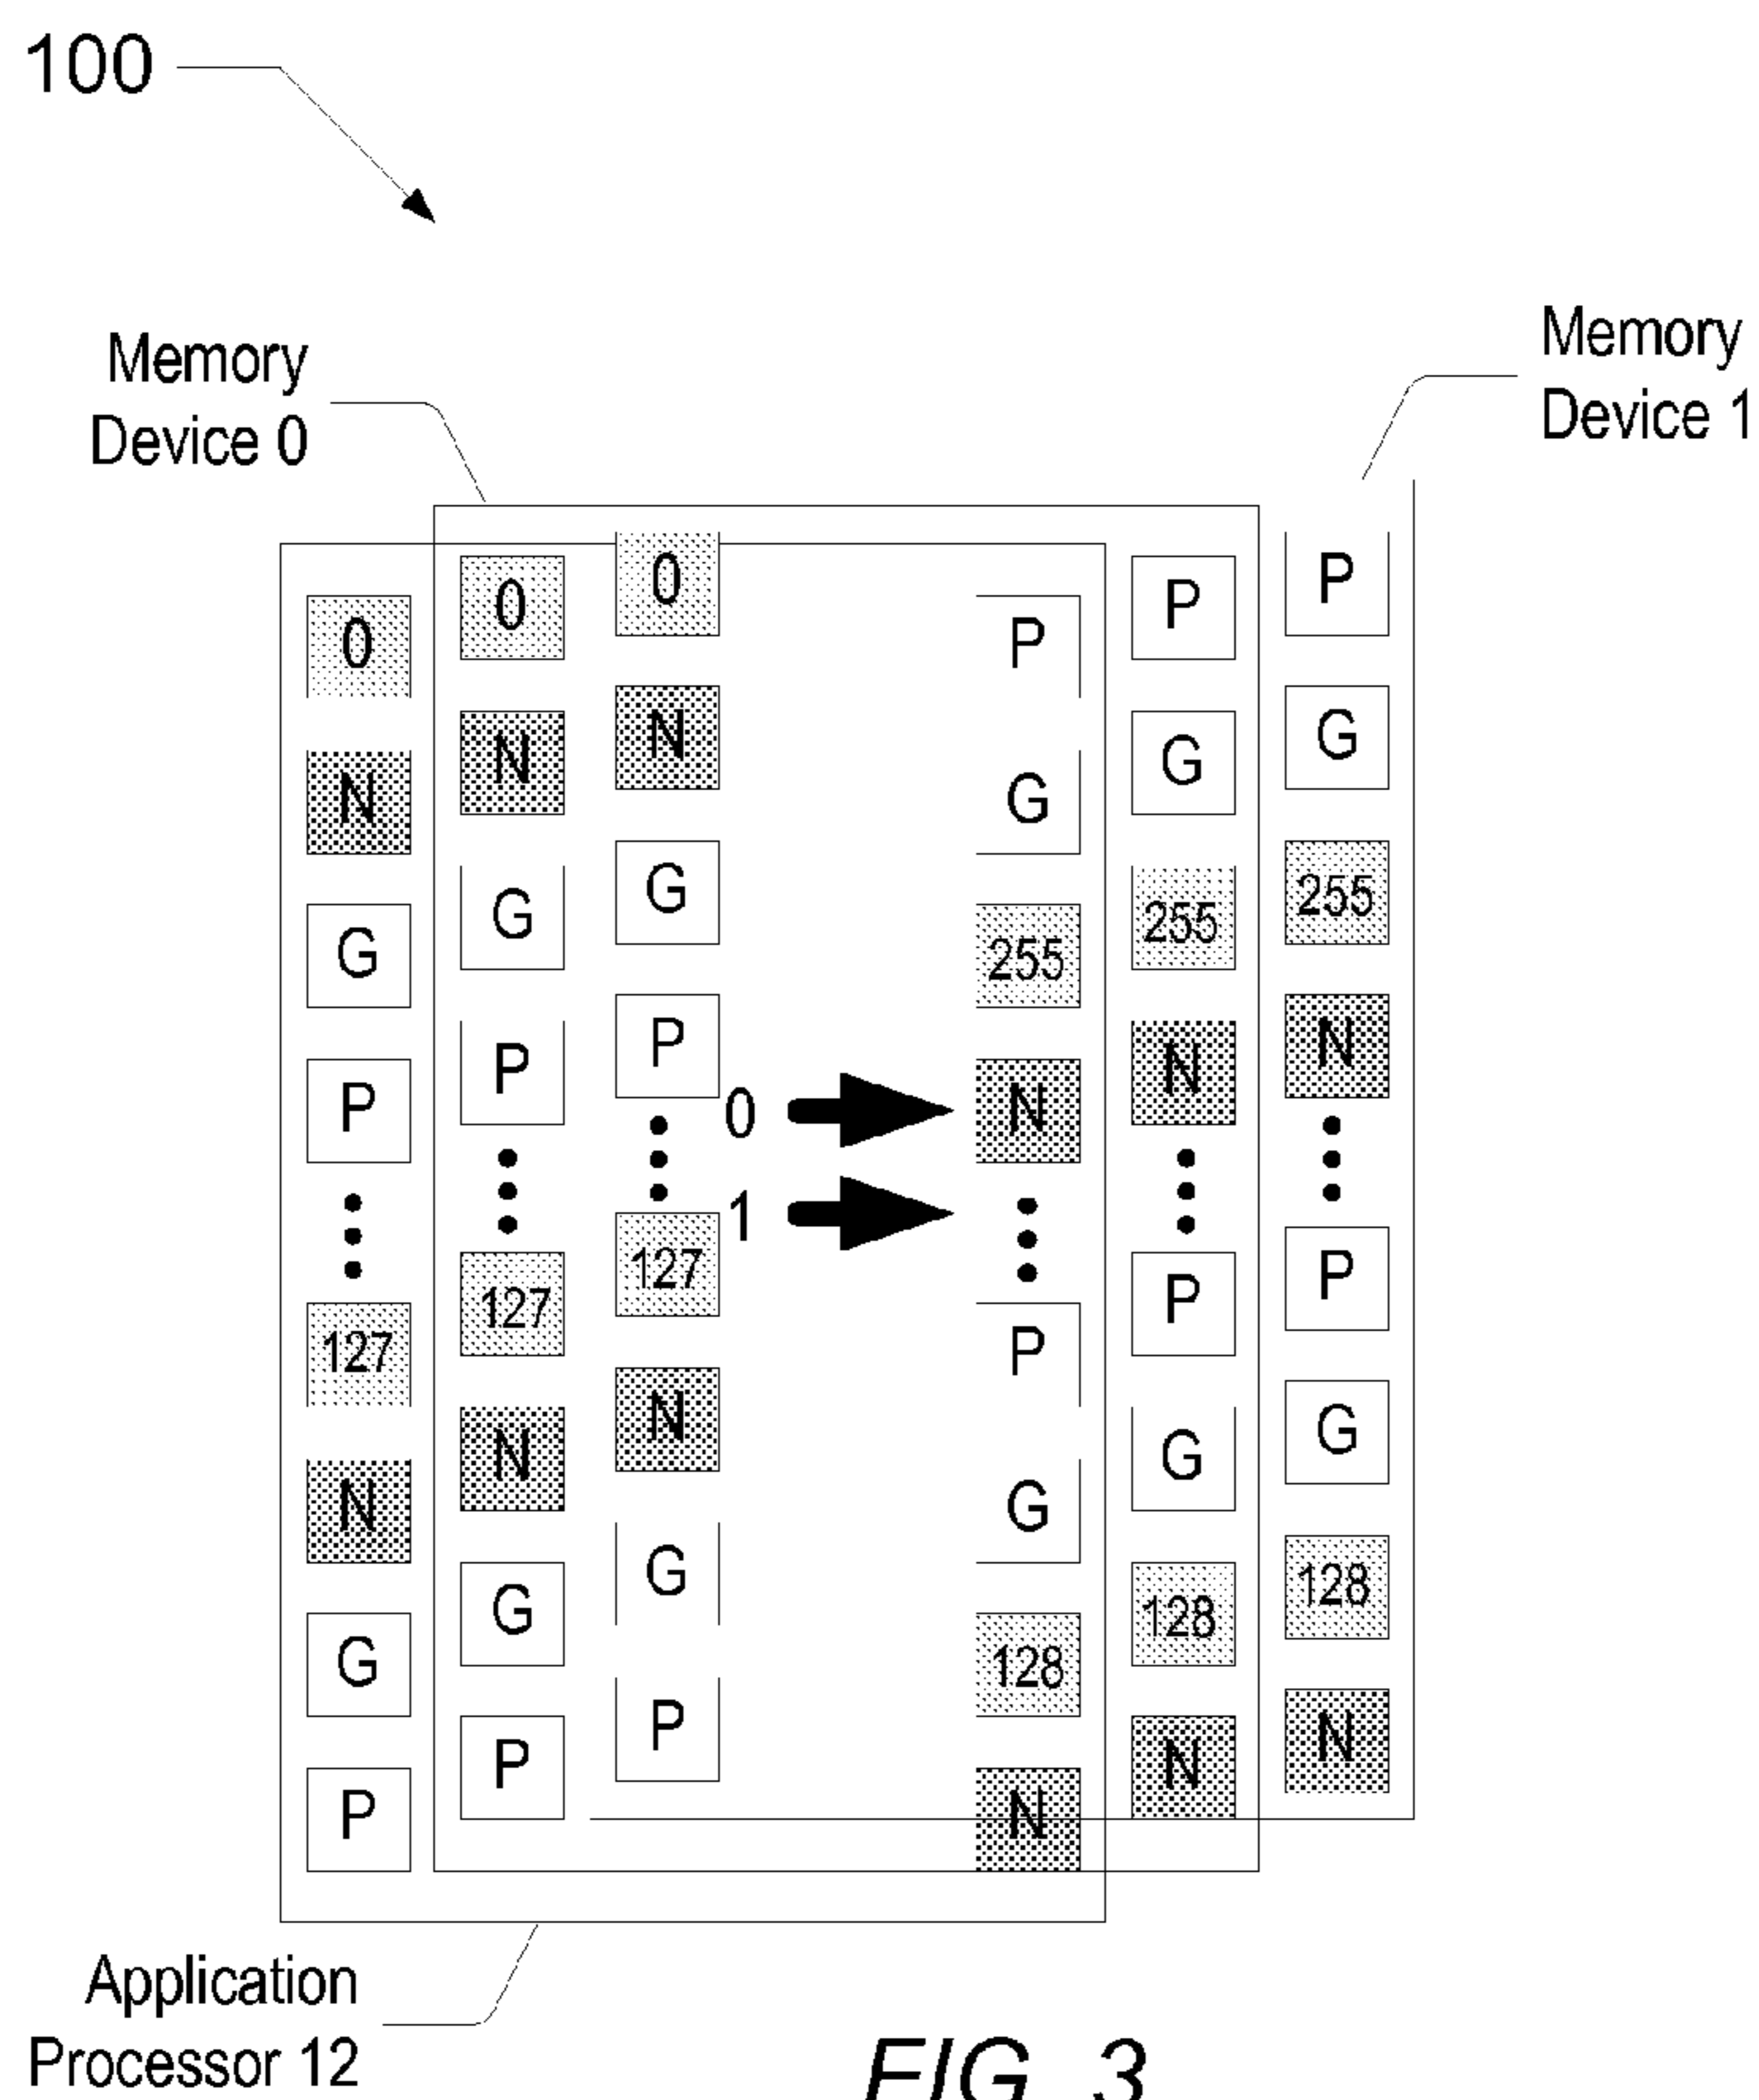 100
Memory
Device 0
Memory
Device 1
0 0 0 P P P
N N N G G G
G G G 255 255 255
P P P N N N
0
1
127 127 127 P P P
N N N G G G
G G G 128 128 128
P P P N N N
Application
Processor 12
FIG. 3